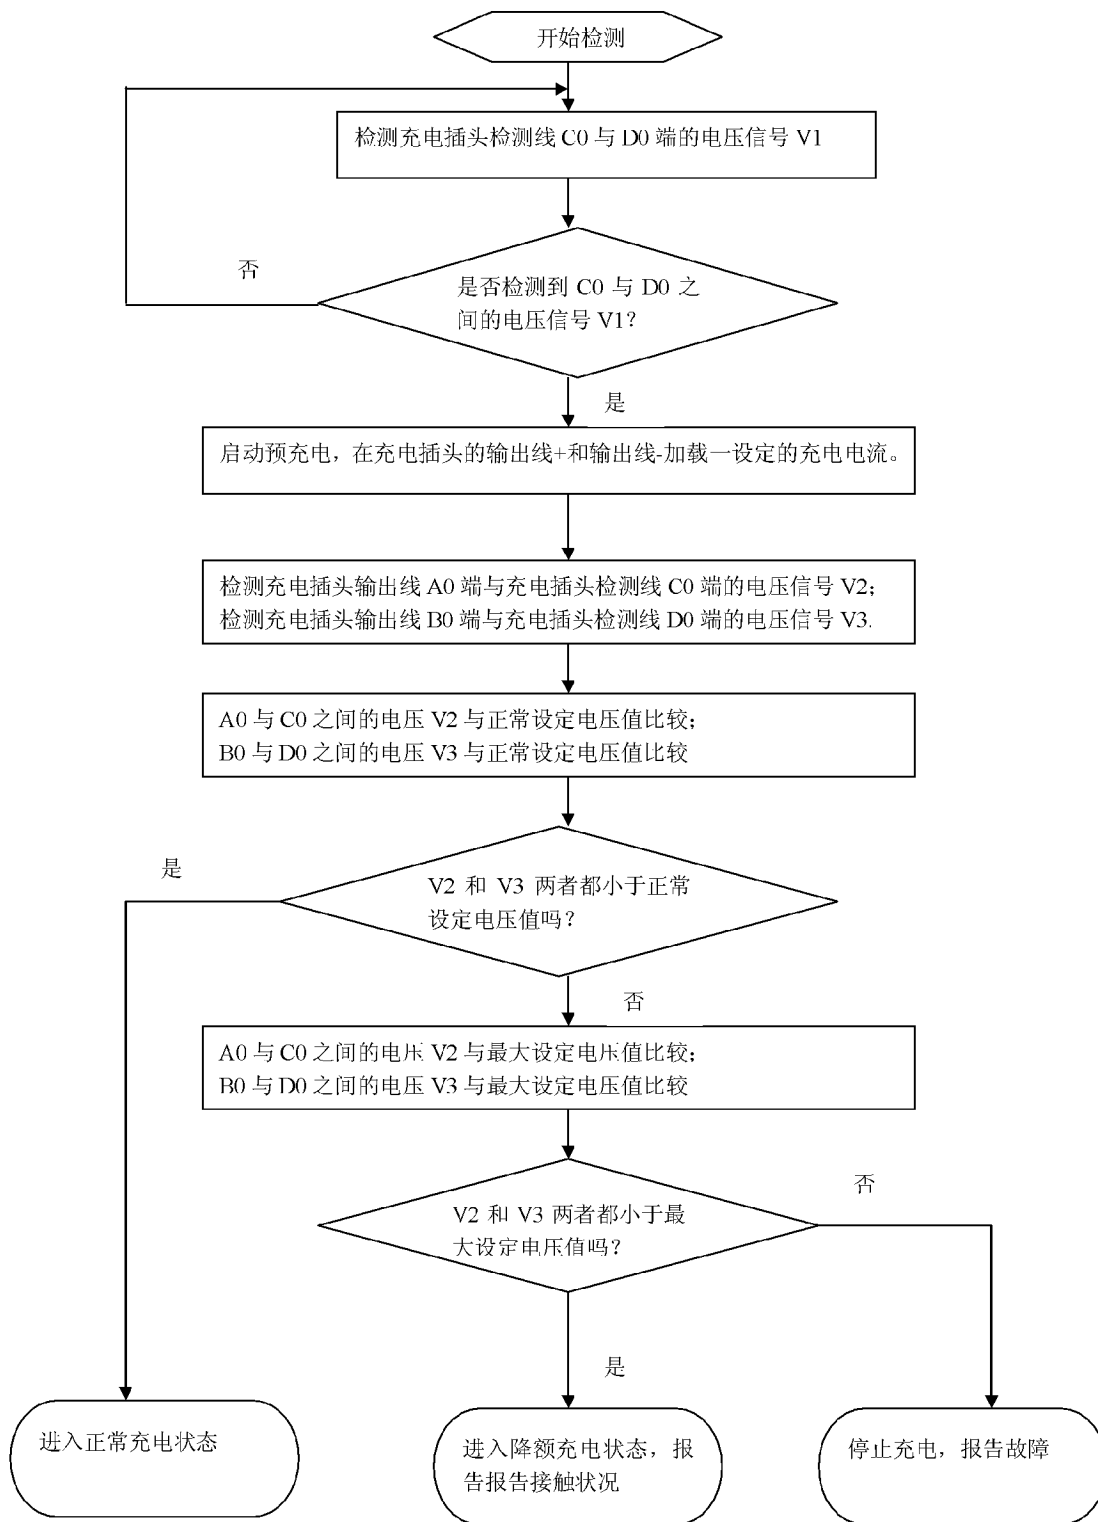 开始检测
检测充电插头检测线 C0 与 D0 端的电压信号 V1
否
是否检测到 C0 与 D0 之
间的电压信号 V1？
是
启动预充电，在充电插头的输出线+和输出线-加载一设定的充电电流。
检测充电插头输出线 A0 端与充电插头检测线 C0 端的电压信号 V2；
检测充电插头输出线 B0 端与充电插头检测线 D0 端的电压信号 V3.
A0 与 C0 之间的电压 V2 与正常设定电压值比较；
B0 与 D0 之间的电压 V3 与正常设定电压值比较
是
V2 和 V3 两者都小于正常
设定电压值吗？
否
A0 与 C0 之间的电压 V2 与最大设定电压值比较；
B0 与 D0 之间的电压 V3 与最大设定电压值比较
否
V2 和 V3 两者都小于最
大设定电压值吗？
是
进入正常充电状态
进入降额充电状态，报
告报告接触状况
停止充电，报告故障